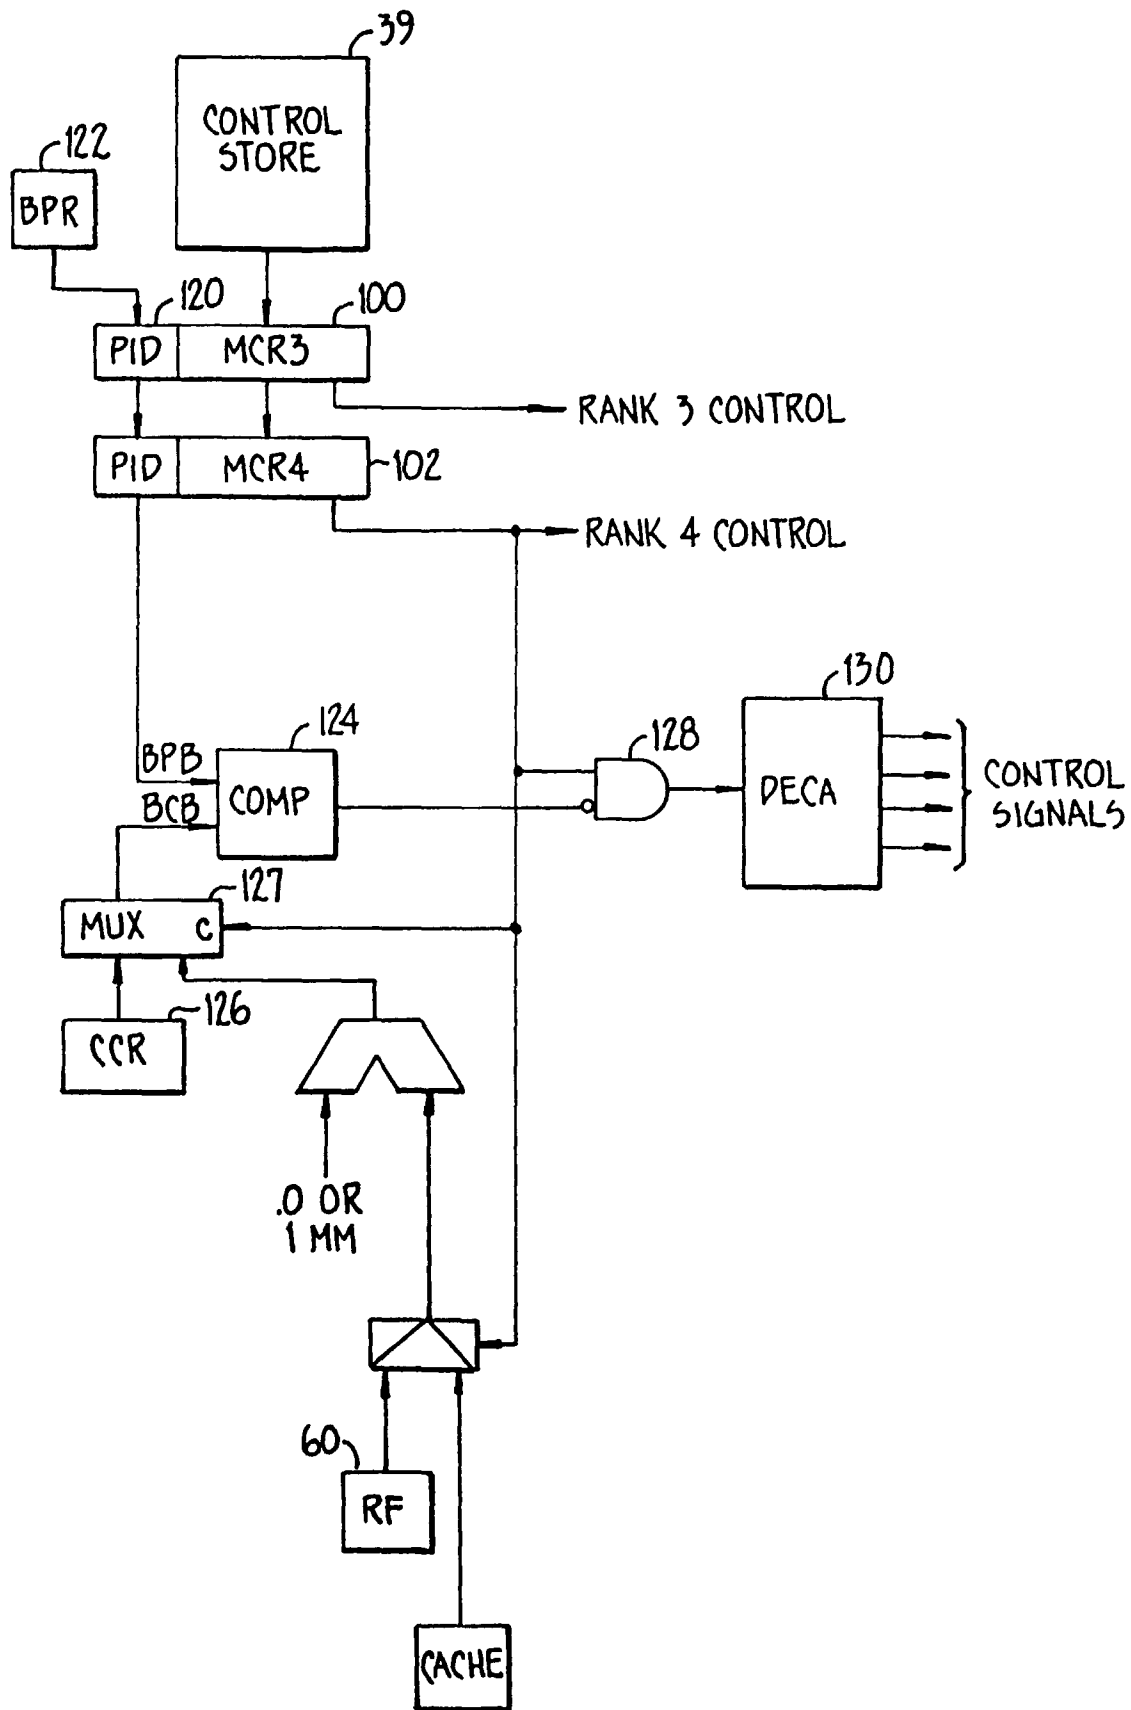 39
CONTROL
STORE
122
BPR
120
100
PID
MCR3
RANK 3 CONTROL
PID
MCR4
102
RANK 4 CONTROL
130
124
128
BPB
COMP
BCB
DECA
CONTROL
SIGNALS
127
MUX C
126
CCR
.0 OR
1 MM
60
RF
CACHE